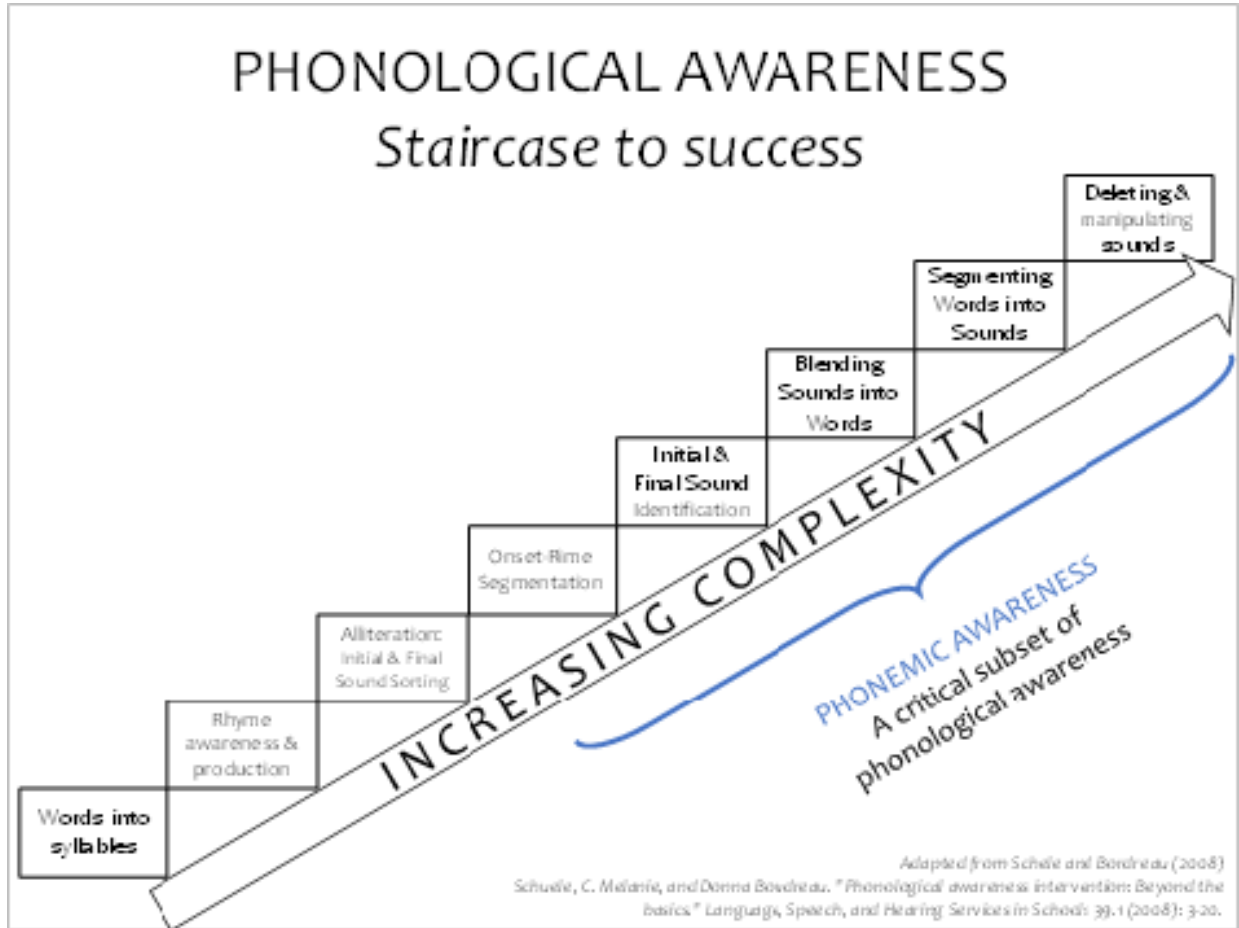 PHONOLOGICAL AWARENESS
Staircase to success
Deleting &
manipulating
sounds
Segmenting
Words into
Sounds
Blending
Sounds into
Words
Initial &
Final Sound
Identification
Onset-Rime
Segmentation
Alliteration:
Initial & Final
Sound Sorting
Rhyme
awareness &
production
Words into
syllables
INCREASING COMPLEXITY
PHONEMIC AWARENESS
A critical subset of
phonological awareness
Adapted from Schele and Bordreau (2008)
Schuele, C. Melanie, and Donna Boudreau. "Phonological awareness intervention: Beyond the
basics." Language, Speech, and Hearing Services in Schools 39.1 (2008): 3-20.